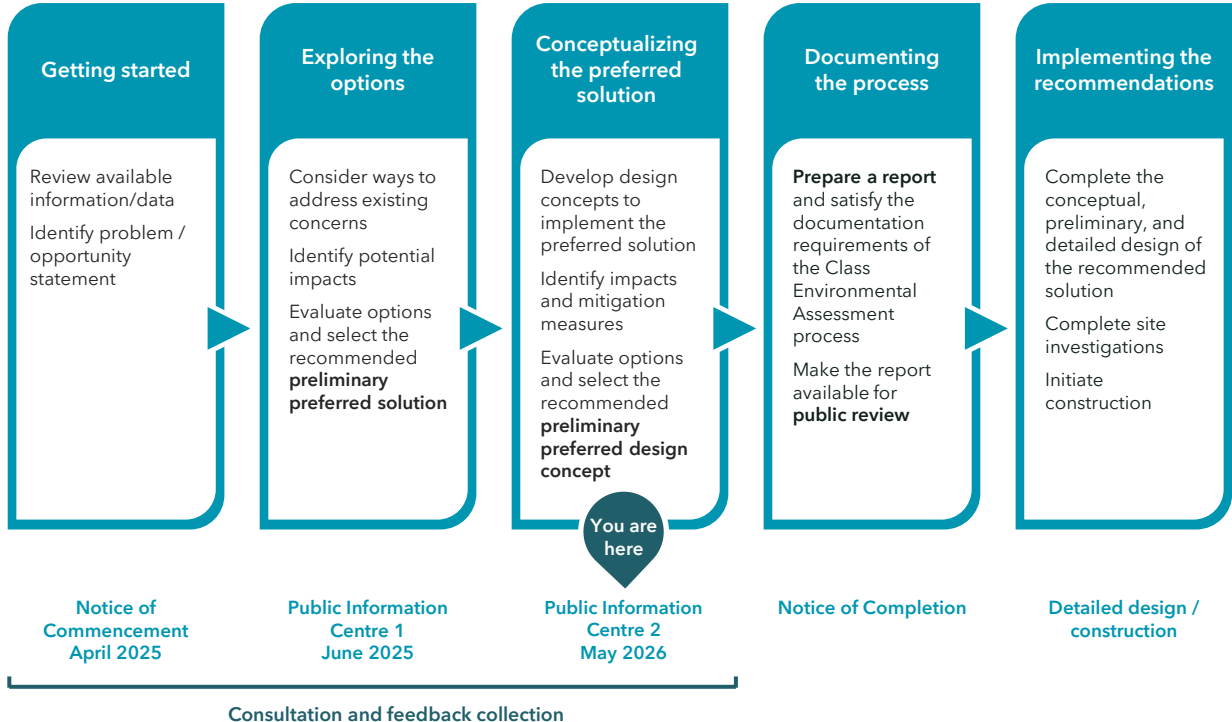 Getting started
Review available
information/data
Identify problem /
opportunity
statement
Exploring the
options
Consider ways to
address existing
concerns
Identify potential
impacts
Evaluate options
and select the
recommended
preliminary
preferred solution
Conceptualizing
the preferred
solution
Develop design
concepts to
implement the
preferred solution
Identify impacts
and mitigation
measures
Evaluate options
and select the
recommended
preliminary
preferred design
concept
Documenting
the process
Prepare a report
and satisfy the
documentation
requirements of
the Class
Environmental
Assessment
process
Make the report
available for
public review
Implementing the
recommendations
Complete the
conceptual,
preliminary, and
detailed design of
the recommended
solution
Complete site
investigations
Initiate
construction
You are
here
Notice of
Commencement
April 2025
Public Information
Centre 1
June 2025
Public Information
Centre 2
May 2026
Notice of Completion
Detailed design /
construction
Consultation and feedback collection